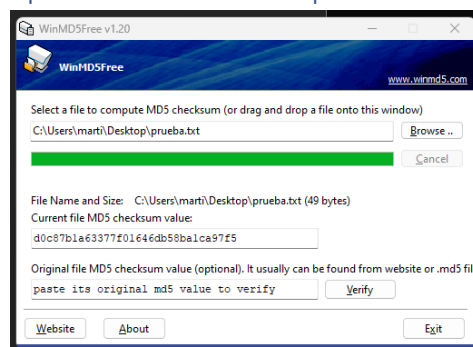 WinMD5Free v1.20
WinMD5Free
www.winmd5.com
Select a file to compute MD5 checksum (or drag and drop a file onto this window)
C:\Users\marti\Desktop\prueba.txt
Browse ..
Cancel
File Name and Size: C:\Users\marti\Desktop\prueba.txt (49 bytes)
Current file MD5 checksum value:
d0c87b1a63377f01646db58ba1ca97f5
Original file MD5 checksum value (optional). It usually can be found from website or .md5 fil
paste its original md5 value to verify
Verify
Website
About
Exit